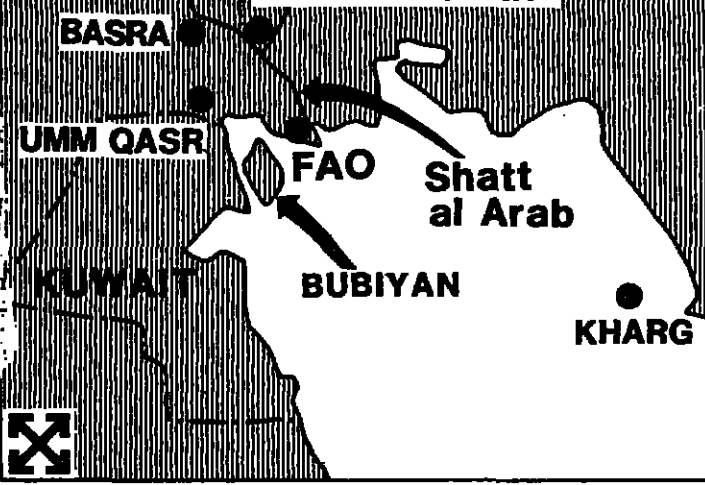 BASRA
UMM QASR
FAO
Shatt
al Arab
KUWAIT
BUBIYAN
KHARG